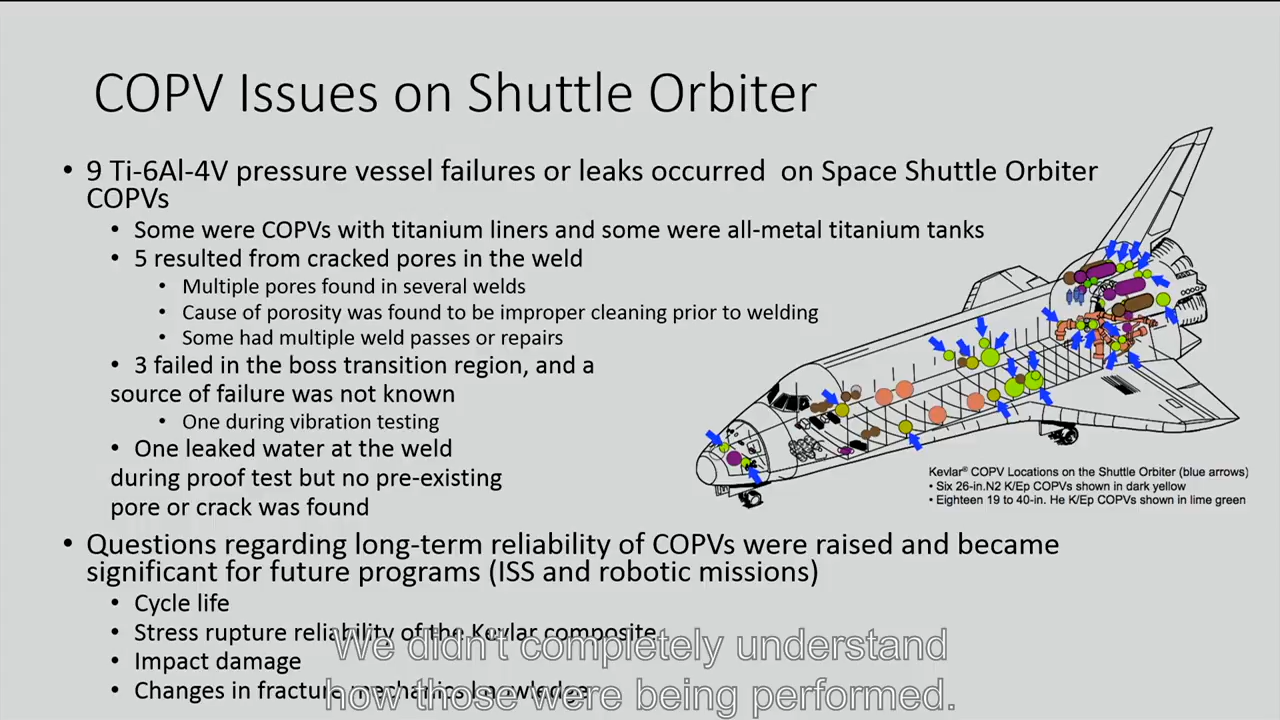 COPV Issues on Shuttle Orbiter
• 9 Ti-6Al-4V pressure vessel failures or leaks occurred on Space Shuttle Orbiter
COPVs
• Some were COPVs with titanium liners and some were all-metal titanium tanks
• 5 resulted from cracked pores in the weld
• Multiple pores found in several welds
• Cause of porosity was found to be improper cleaning prior to welding
• Some had multiple weld passes or repairs
• 3 failed in the boss transition region, and a
source of failure was not known
• One during vibration testing
• One leaked water at the weld
during proof test but no pre-existing
pore or crack was found
Kevlar® COPV Locations on the Shuttle Orbiter (blue arrows)
• Six 26-in.N2 K/Ep COPVs shown in dark yellow
• Eighteen 19 to 40-in. He K/Ep COPVs shown in lime green
• Questions regarding long-term reliability of COPVs were raised and became
significant for future programs (ISS and robotic missions)
• Cycle life
• Stress rupture reliability of the Kevlar composite
• Impact damage
• Changes in fracture mechanics knowledge
We didn't completely understand
how those were being performed.